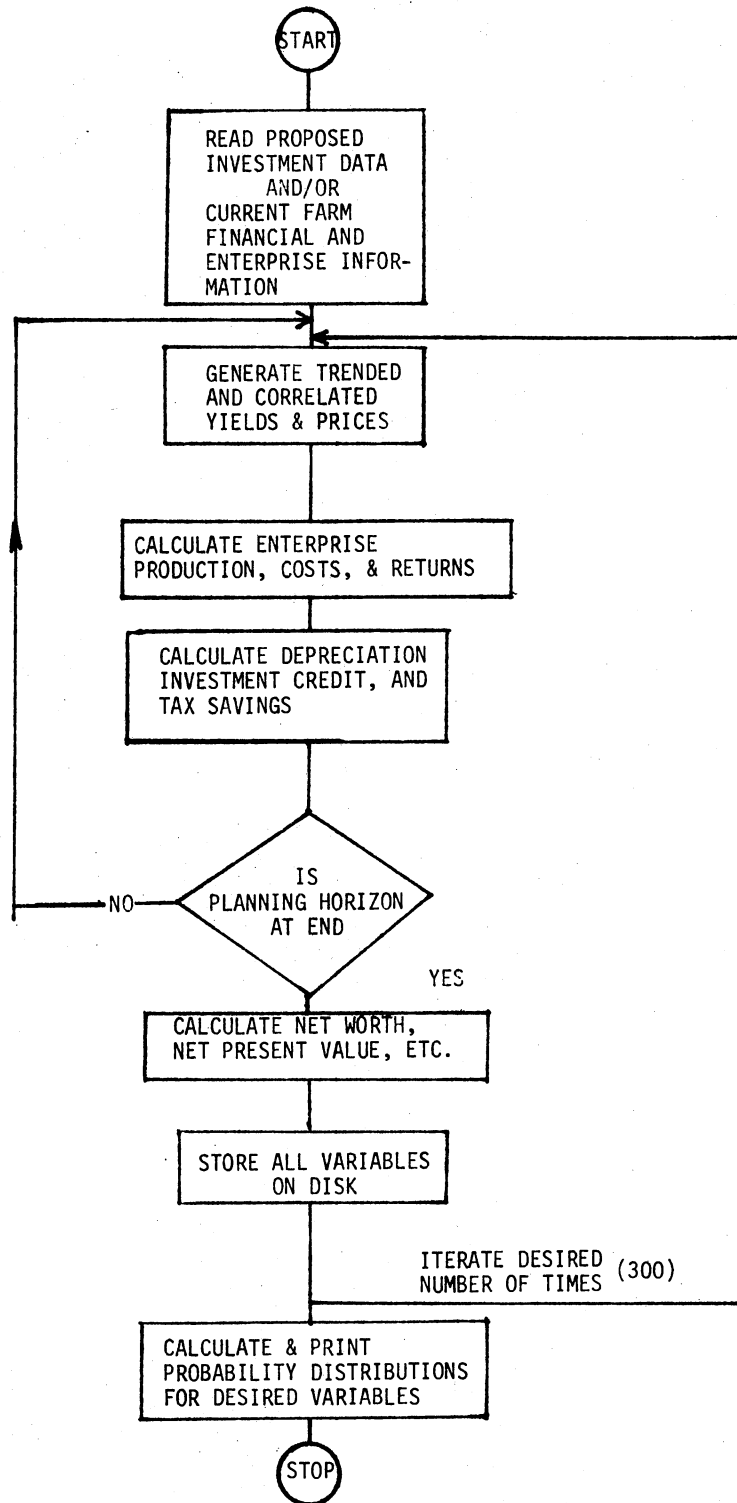 START
READ PROPOSED
INVESTMENT DATA
AND/OR
CURRENT FARM
FINANCIAL AND
ENTERPRISE INFOR-
MATION
GENERATE TRENDED
AND CORRELATED
YIELDS & PRICES
CALCULATE ENTERPRISE
PRODUCTION, COSTS, & RETURNS
CALCULATE DEPRECIATION
INVESTMENT CREDIT, AND
TAX SAVINGS
IS
PLANNING HORIZON
AT END
NO
YES
CALCULATE NET WORTH,
NET PRESENT VALUE, ETC.
STORE ALL VARIABLES
ON DISK
ITERATE DESIRED
NUMBER OF TIMES (300)
CALCULATE & PRINT
PROBABILITY DISTRIBUTIONS
FOR DESIRED VARIABLES
STOP